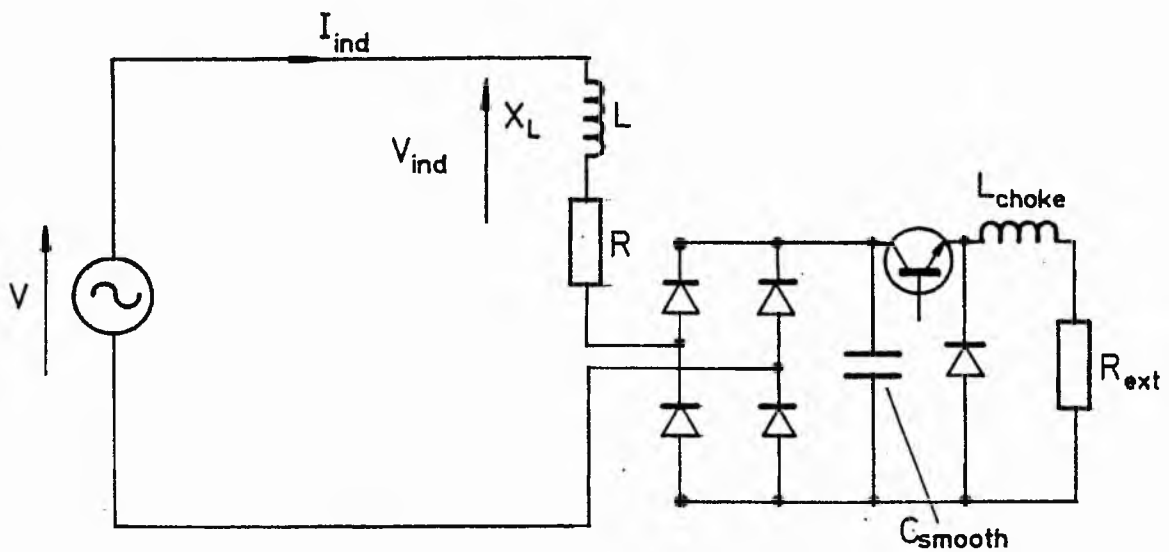 I_ind
X_L
L
V_ind
R
V
L_choke
R_ext
C_smooth